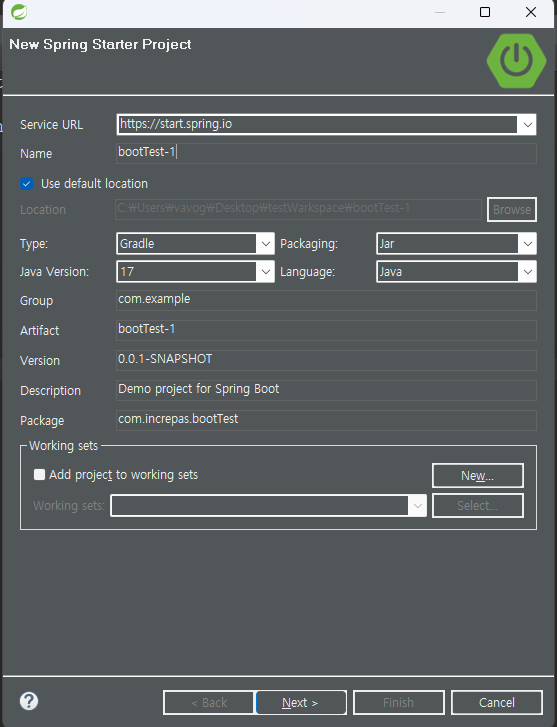 New Spring Starter Project
Service URL https://start.spring.io
Name bootTest-1
Use default location
Location C:₩Users₩vavog₩Desktop₩testWarkspace₩bootTest-1 Browse
Type: Gradle Packaging: Jar
Java Version: 17 Language: Java
Group com.example
Artifact bootTest-1
Version 0.0.1-SNAPSHOT
Description Demo project for Spring Boot
Package com.increpas.bootTest
Working sets
Add project to working sets New...
Working sets: Select...
? < Back Next > Finish Cancel